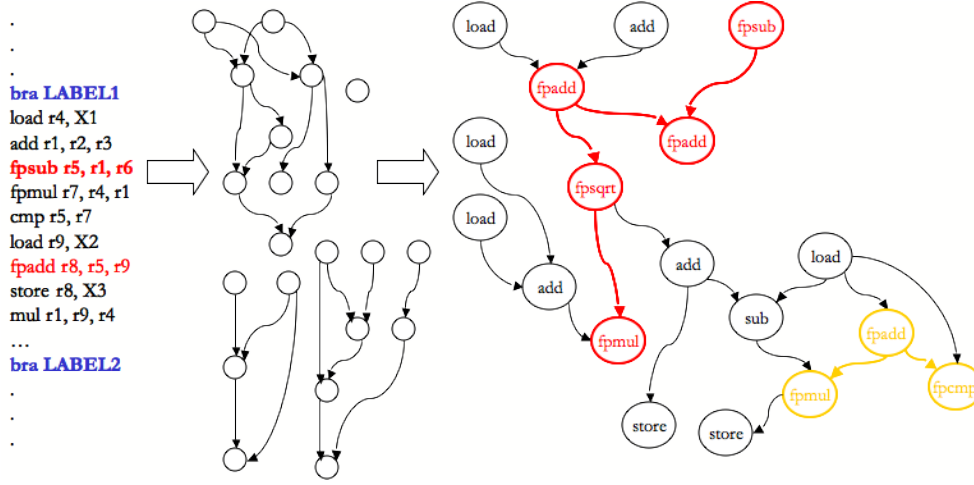 .
.
.
bra LABEL1
load r4, X1
add r1, r2, r3
fpsub r5, r1, r6
fpmul r7, r4, r1
cmp r5, r7
load r9, X2
fpadd r8, r5, r9
store r8, X3
mul r1, r9, r4
...
bra LABEL2
.
.
.
load
add
fpsub
fpadd
fpadd
load
fpsqrt
load
add
load
add
sub
fpadd
fpmul
fpmul
fpcmp
store
store